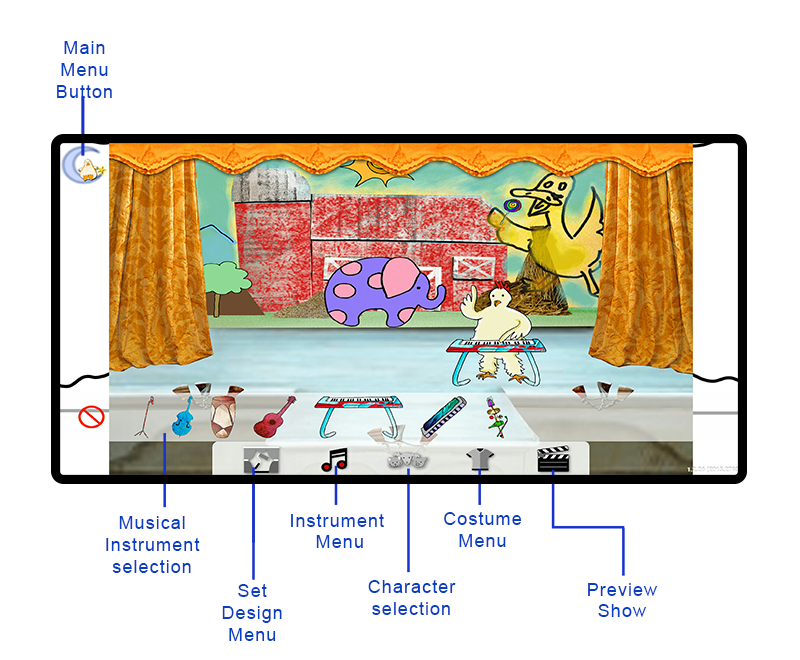 Main
Menu
Button
Musical
Instrument
selection
Instrument
Menu
Costume
Menu
Set
Design
Menu
Character
selection
Preview
Show